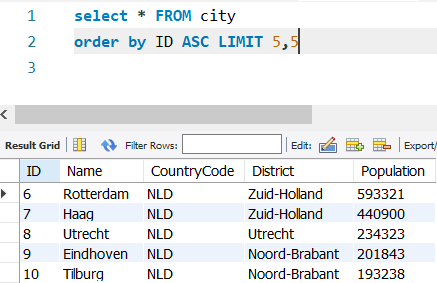 1 select * FROM city
2 order by ID ASC LIMIT 5,5
3
Result Grid Filter Rows: Edit: Export/
ID Name CountryCode District Population
6 Rotterdam NLD Zuid-Holland 593321
7 Haag NLD Zuid-Holland 440900
8 Utrecht NLD Utrecht 234323
9 Eindhoven NLD Noord-Brabant 201843
10 Tilburg NLD Noord-Brabant 193238